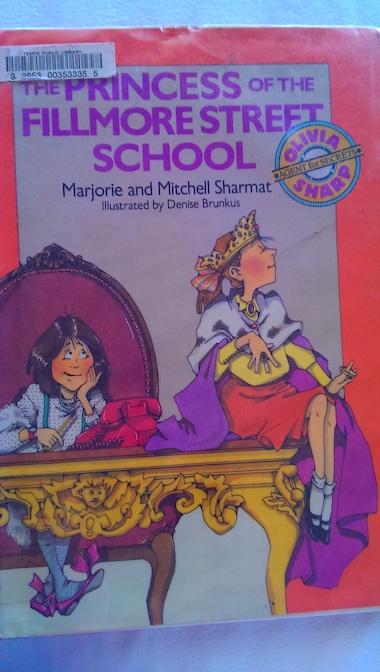 TEMPE PUBLIC LIBRARY
3 2953 00353335 5
THE PRINCESS OF THE
FILLMORE STREET
SCHOOL
OLIVIA
AGENT for SECRETS
SHARP
Marjorie and Mitchell Sharmat
Illustrated by Denise Brunkus